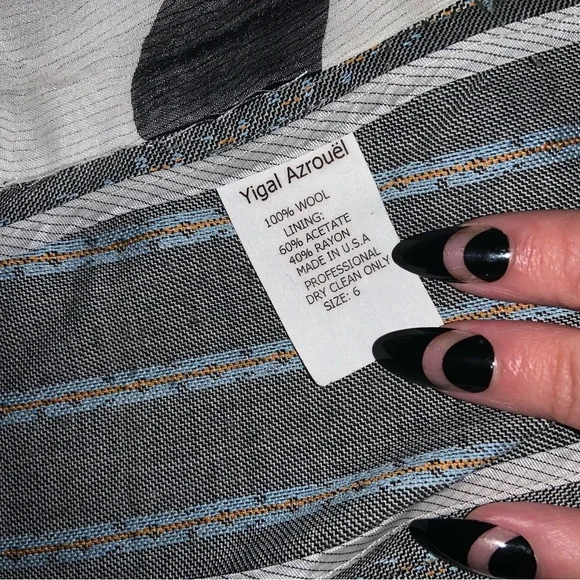 Yigal Azrouël
100% WOOL
LINING:
60% ACETATE
40% RAYON
MADE IN U.S.A
PROFESSIONAL
DRY CLEAN ONLY
SIZE: 6